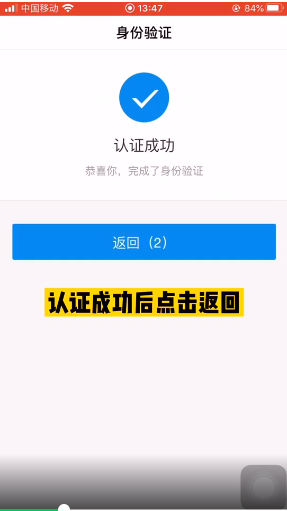 中国移动 13:47 84%
身份验证
认证成功
恭喜你，完成了身份验证
返回（2）
认证成功后点击返回